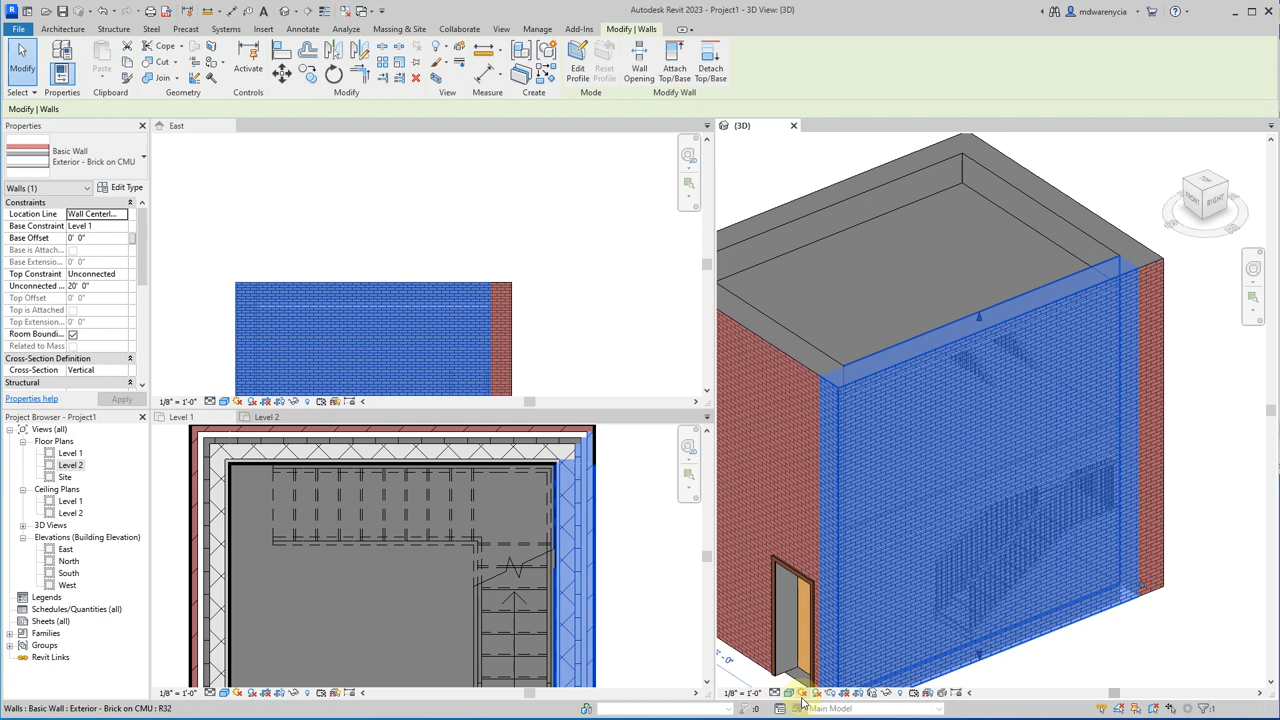 Autodesk Revit 2023 - Project1 - 3D View: {3D}
mdwarenycia
File Architecture Structure Steel Precast Systems Insert Annotate Analyze Massing & Site Collaborate View Manage Add-Ins Modify | Walls
Modify
Properties
Paste
Cope
Cut
Join
Activate
Edit Profile
Reset Profile
Wall Opening
Attach Top/Base
Detach Top/Base
Select Properties Clipboard Geometry Controls Modify View Measure Create Mode Modify Wall
Modify | Walls
Properties
Basic Wall
Exterior - Brick on CMU
Walls (1) Edit Type
Constraints
Location Line Wall Centerl...
Base Constraint Level 1
Base Offset 0' 0"
Base is Attach...
Base Extensio... 0' 0"
Top Constraint Unconnected
Unconnected ... 20' 0"
Top Offset 0' 0"
Top is Attached
Top Extension... 0' 0"
Room Boundi...
Related to Mass
Cross-Section Definition
Cross-Section Vertical
Structural
Properties help Apply
Project Browser - Project1
Views (all)
Floor Plans
Level 1
Level 2
Site
Ceiling Plans
Level 1
Level 2
3D Views
Elevations (Building Elevation)
East
North
South
West
Legends
Schedules/Quantities (all)
Sheets (all)
Families
Groups
Revit Links
East
1/8" = 1'-0"
Level 1 Level 2
1/8" = 1'-0"
{3D}
TOP
FRONT
RIGHT
1/8" = 1'-0"
Walls : Basic Wall : Exterior - Brick on CMU : R32
:0
Main Model
:1